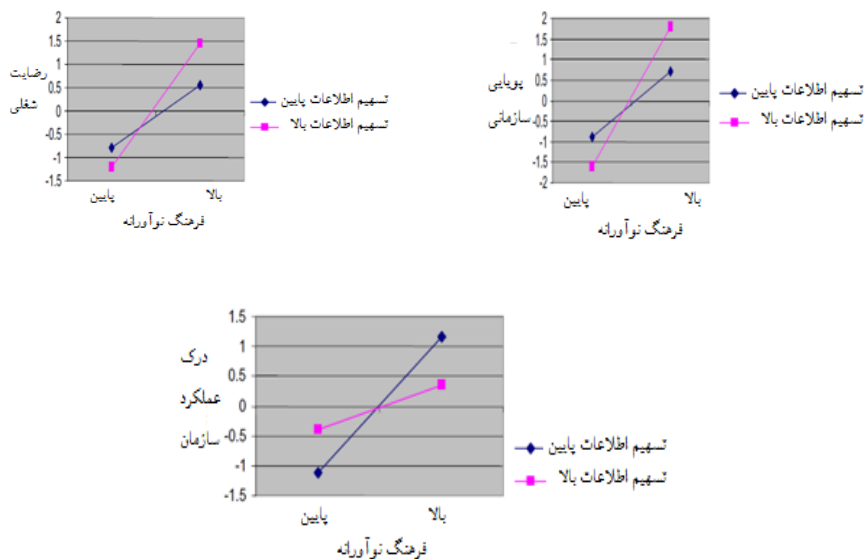 2
1.5
1
0.5
0
-0.5
-1
-1.5
رضایت
شغلی
پایین
بالا
فرهنگ نوآورانه
تسهیم اطلاعات پایین
تسهیم اطلاعات بالا
2
1.5
1
0.5
0
-0.5
-1
-1.5
-2
پویایی
سازمانی
پایین
بالا
فرهنگ نوآورانه
تسهیم اطلاعات پایین
تسهیم اطلاعات بالا
1.5
1
0.5
0
-0.5
-1
-1.5
درک
عملکرد
سازمان
پایین
بالا
فرهنگ نوآورانه
تسهیم اطلاعات پایین
تسهیم اطلاعات بالا